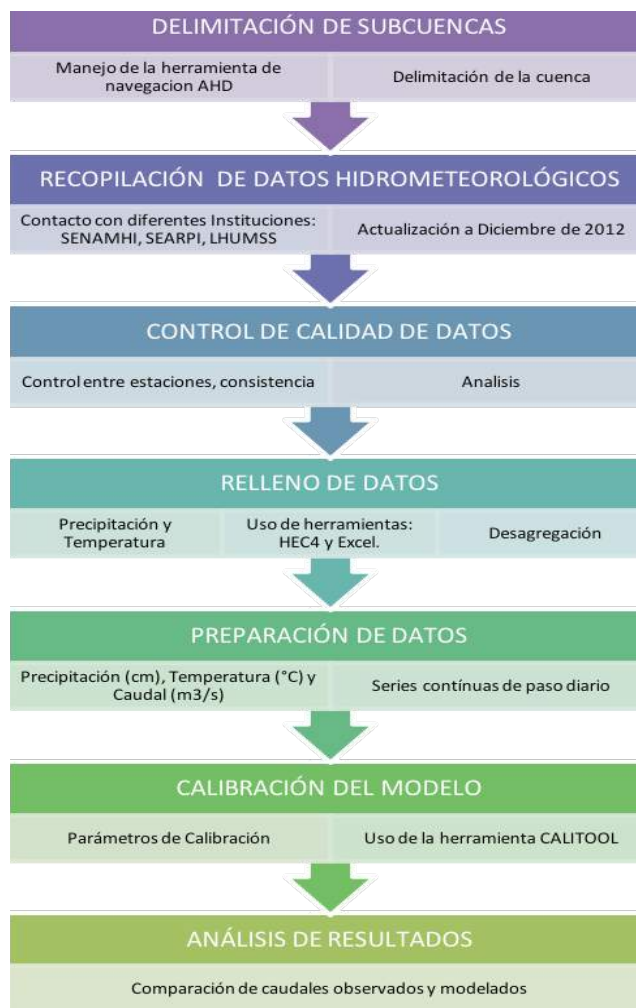 DELIMITACIÓN DE SUBCUENCAS
Manejo de la herramienta de
navegacion AHD
Delimitación de la cuenca
RECOPILACIÓN DE DATOS HIDROMETEOROLÓGICOS
Contacto con diferentes Instituciones:
SENAMHI, SEARPI, LHUMSS
Actualización a Diciembre de 2012
CONTROL DE CALIDAD DE DATOS
Control entre estaciones, consistencia
Analisis
RELLENO DE DATOS
Precipitación y
Temperatura
Uso de herramientas:
HEC4 y Excel.
Desagregación
PREPARACIÓN DE DATOS
Precipitación (cm), Temperatura (°C) y
Caudal (m3/s)
Series contínuas de paso diario
CALIBRACIÓN DEL MODELO
Parámetros de Calibración
Uso de la herramienta CALITOOL
ANÁLISIS DE RESULTADOS
Comparación de caudales observados y modelados